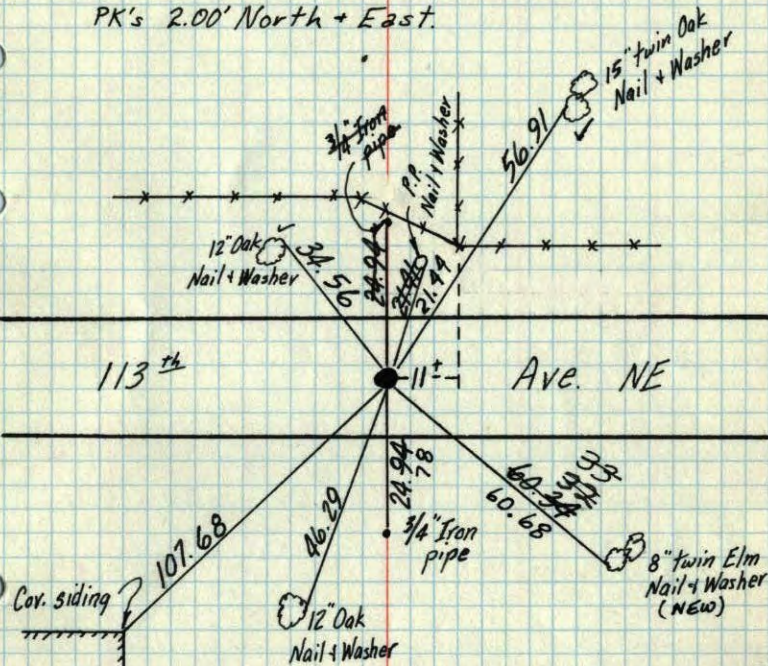 PK's 2.00' North + East.
15" twin Oak
Nail + Washer
56.91
3/4" Iron
pipe
P.P.
Nail + Washer
12" Oak
Nail + Washer
34.56
24.94
21.44
113th
11±
Ave. NE
24.94
78
60.34
60.68
3/4" Iron
pipe
107.68
46.29
8" twin Elm
Nail + Washer
(NEW)
Cov. siding
12" Oak
Nail + Washer